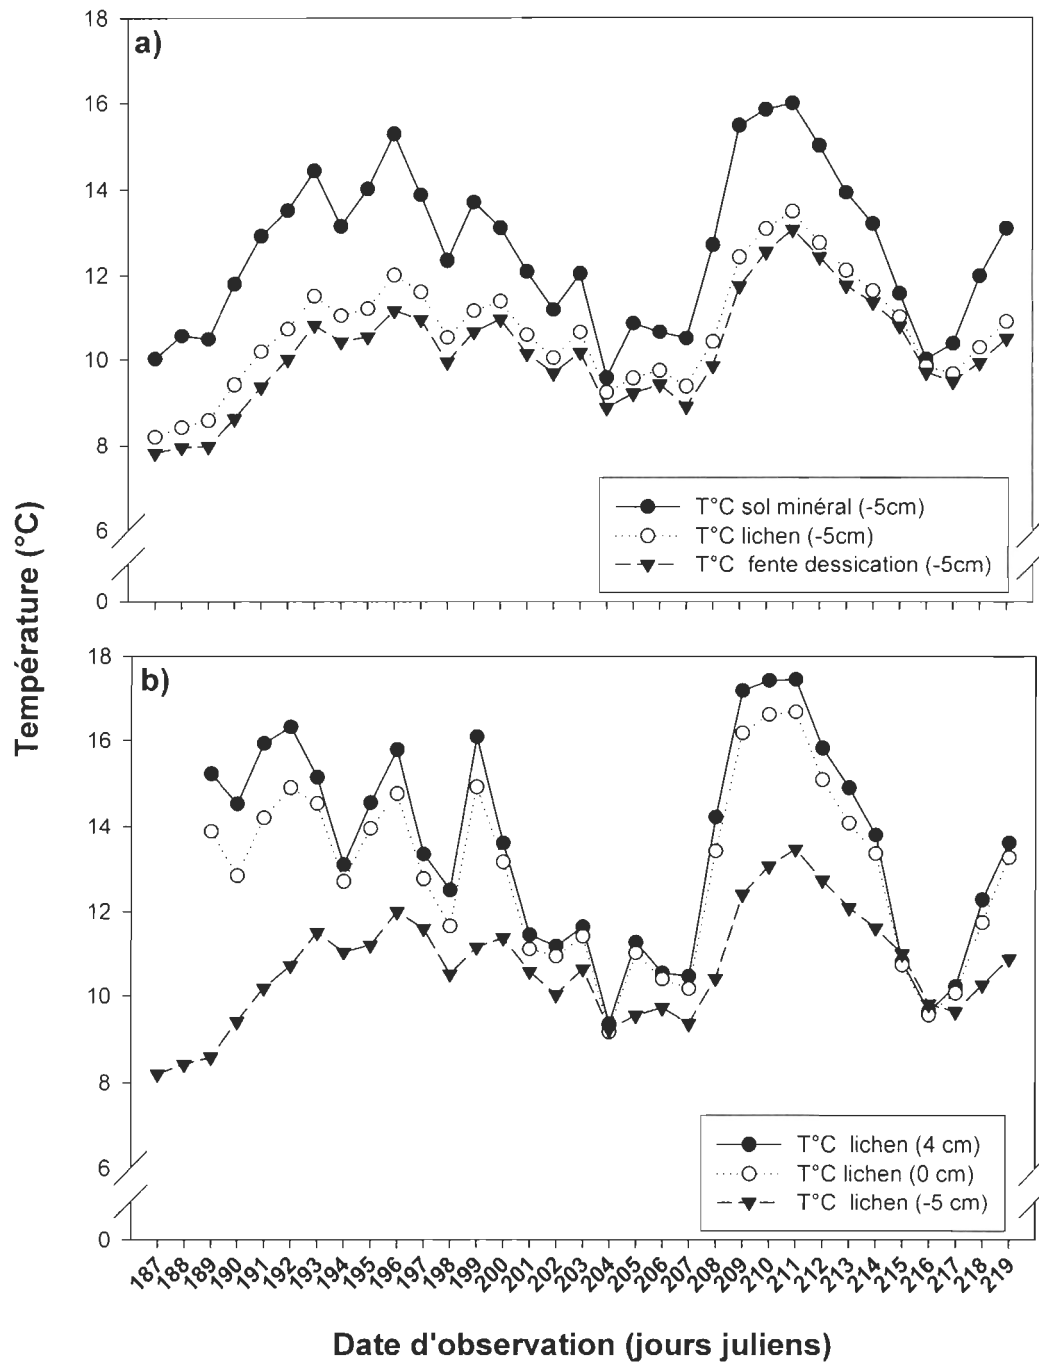 a)
18
16
14
12
10
8
6
0
T°C sol minéral (-5cm)
T°C lichen (-5cm)
T°C fente dessication (-5cm)
Température (°C)
b)
18
16
14
12
10
8
6
0
T°C lichen (4 cm)
T°C lichen (0 cm)
T°C lichen (-5 cm)
187 188 189 190 191 192 193 194 195 196 197 198 199 200 201 202 203 204 205 206 207 208 209 210 211 212 213 214 215 216 217 218 219
Date d'observation (jours juliens)